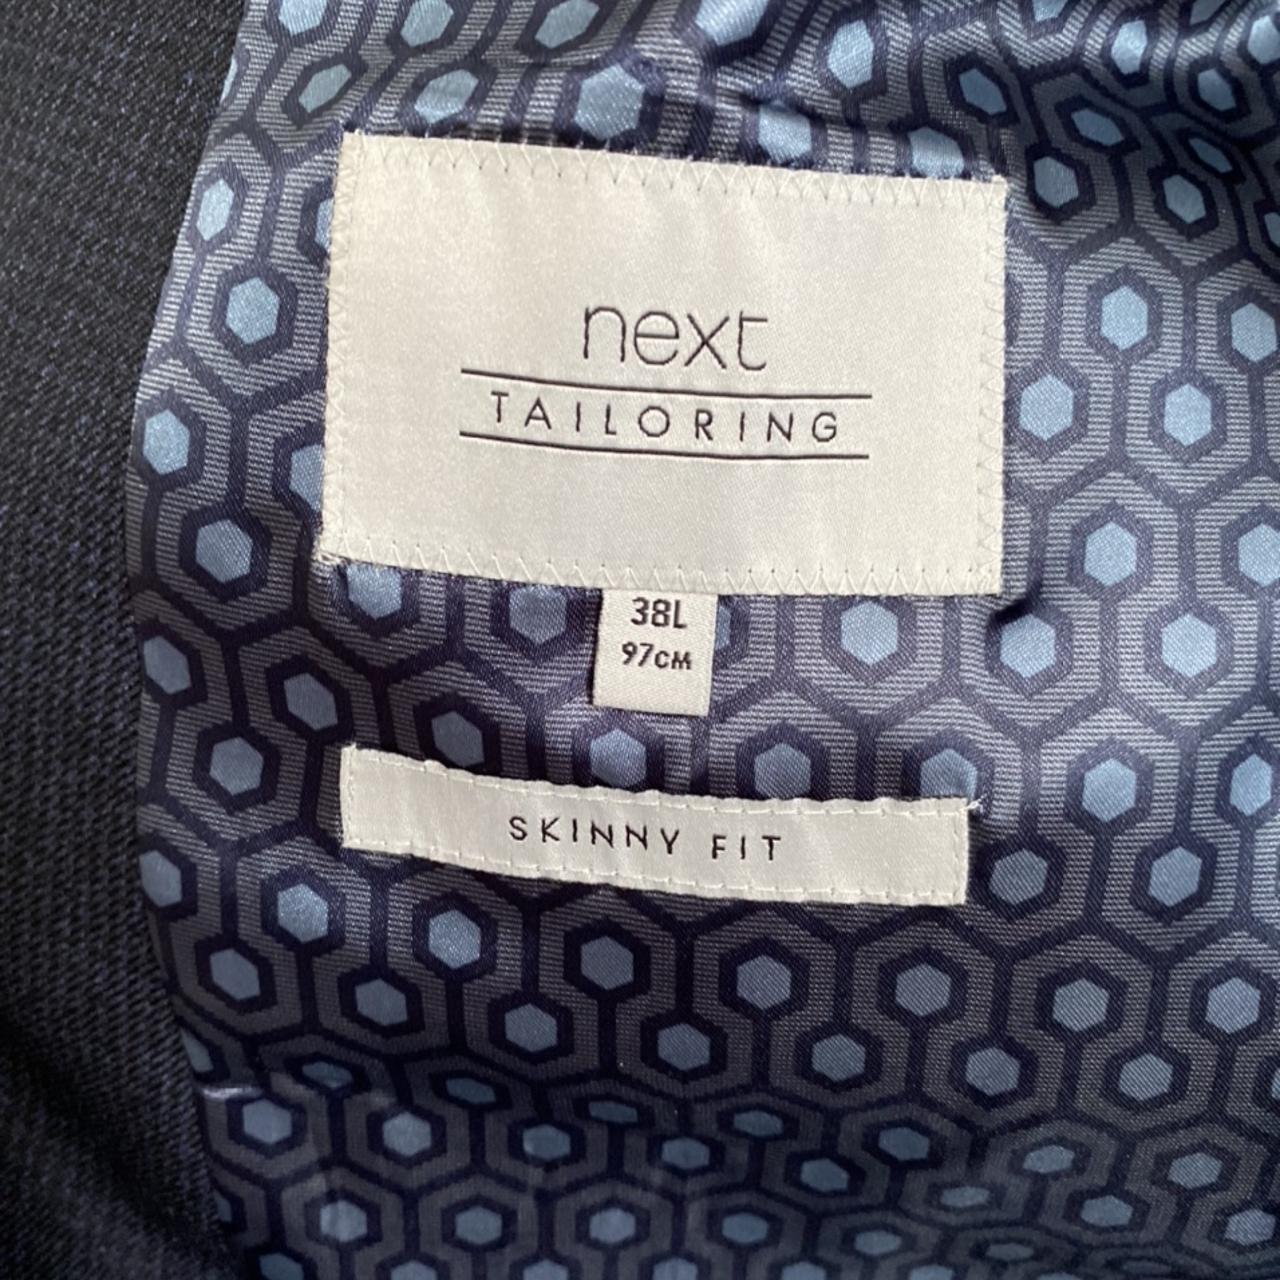 next
TAILORING
38L
97CM
SKINNY FIT